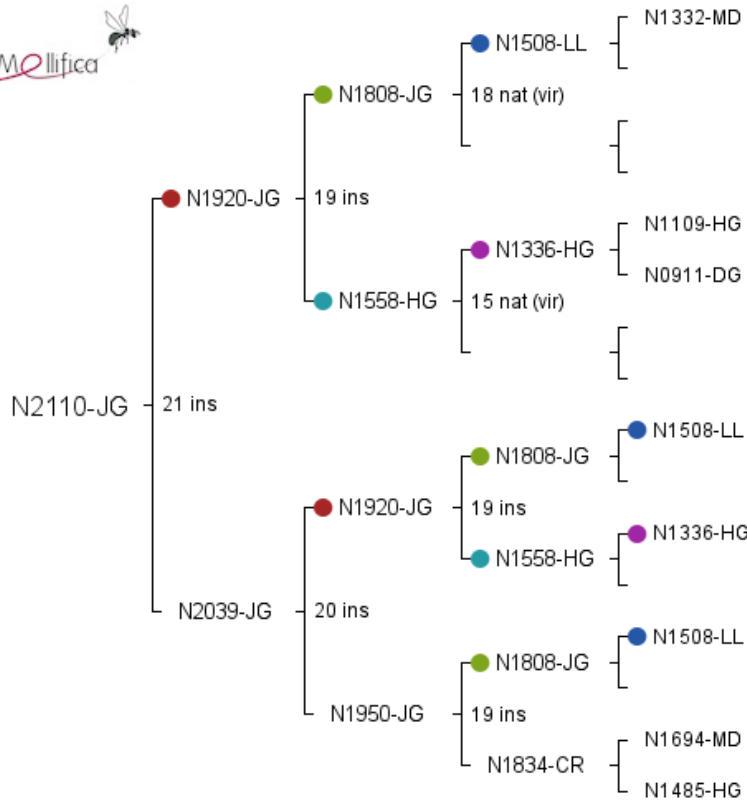 N1332-MD
Mellifica
N1508-LL
N1808-JG
18 nat (vir)
N1920-JG
19 ins
N1109-HG
N1336-HG
N0911-DG
N1558-HG
15 nat (vir)
N2110-JG
21 ins
N1508-LL
N1808-JG
N1920-JG
19 ins
N1336-HG
N1558-HG
N2039-JG
20 ins
N1508-LL
N1808-JG
N1950-JG
19 ins
N1694-MD
N1834-CR
N1485-HG